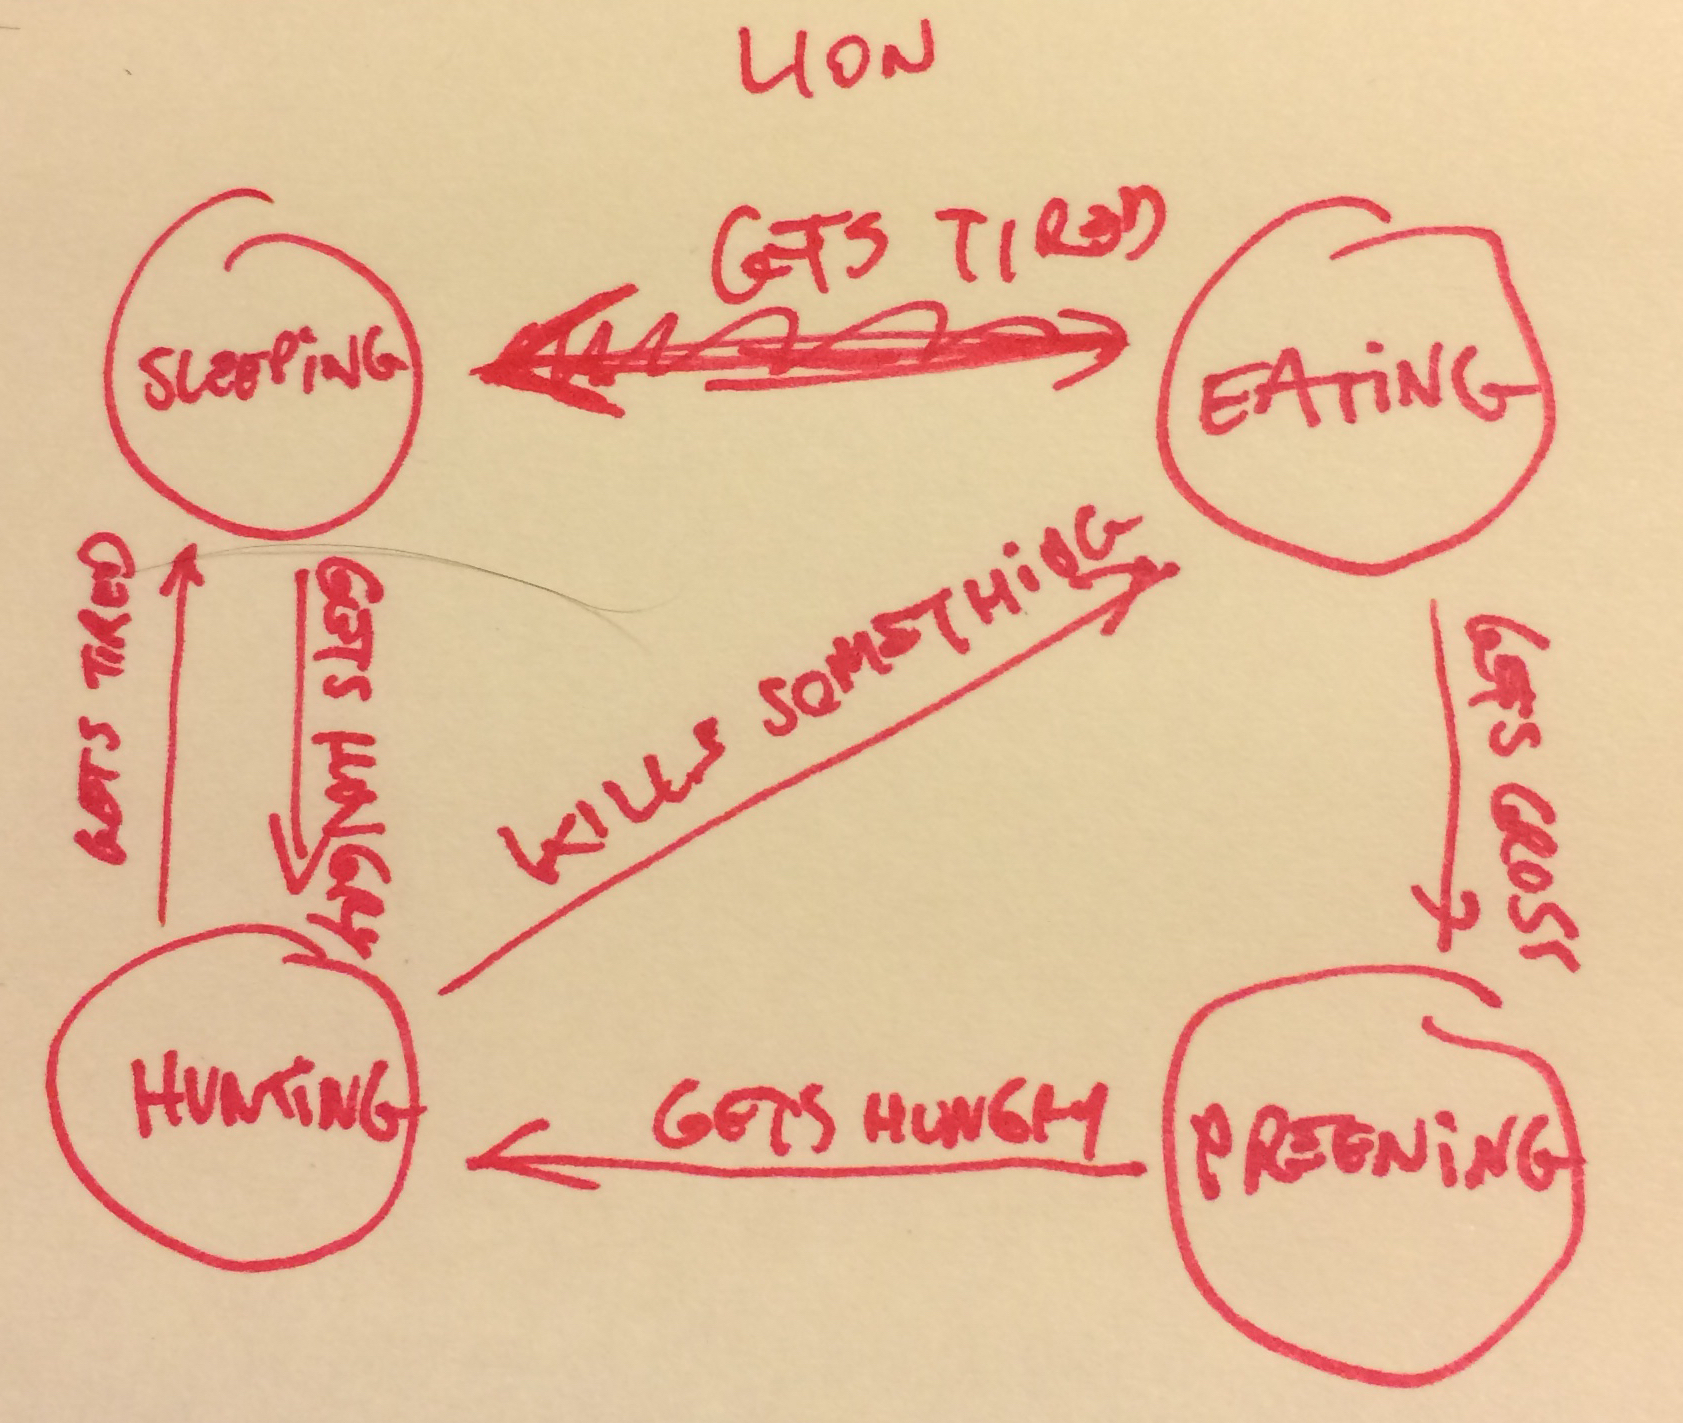 LION
GETS TIRED
SLEEPING
EATING
GETS TIRED
GETS HUNGRY
KILLS SOMETHING
GETS GROSS
HUNTING
GETS HUNGRY
PREENING